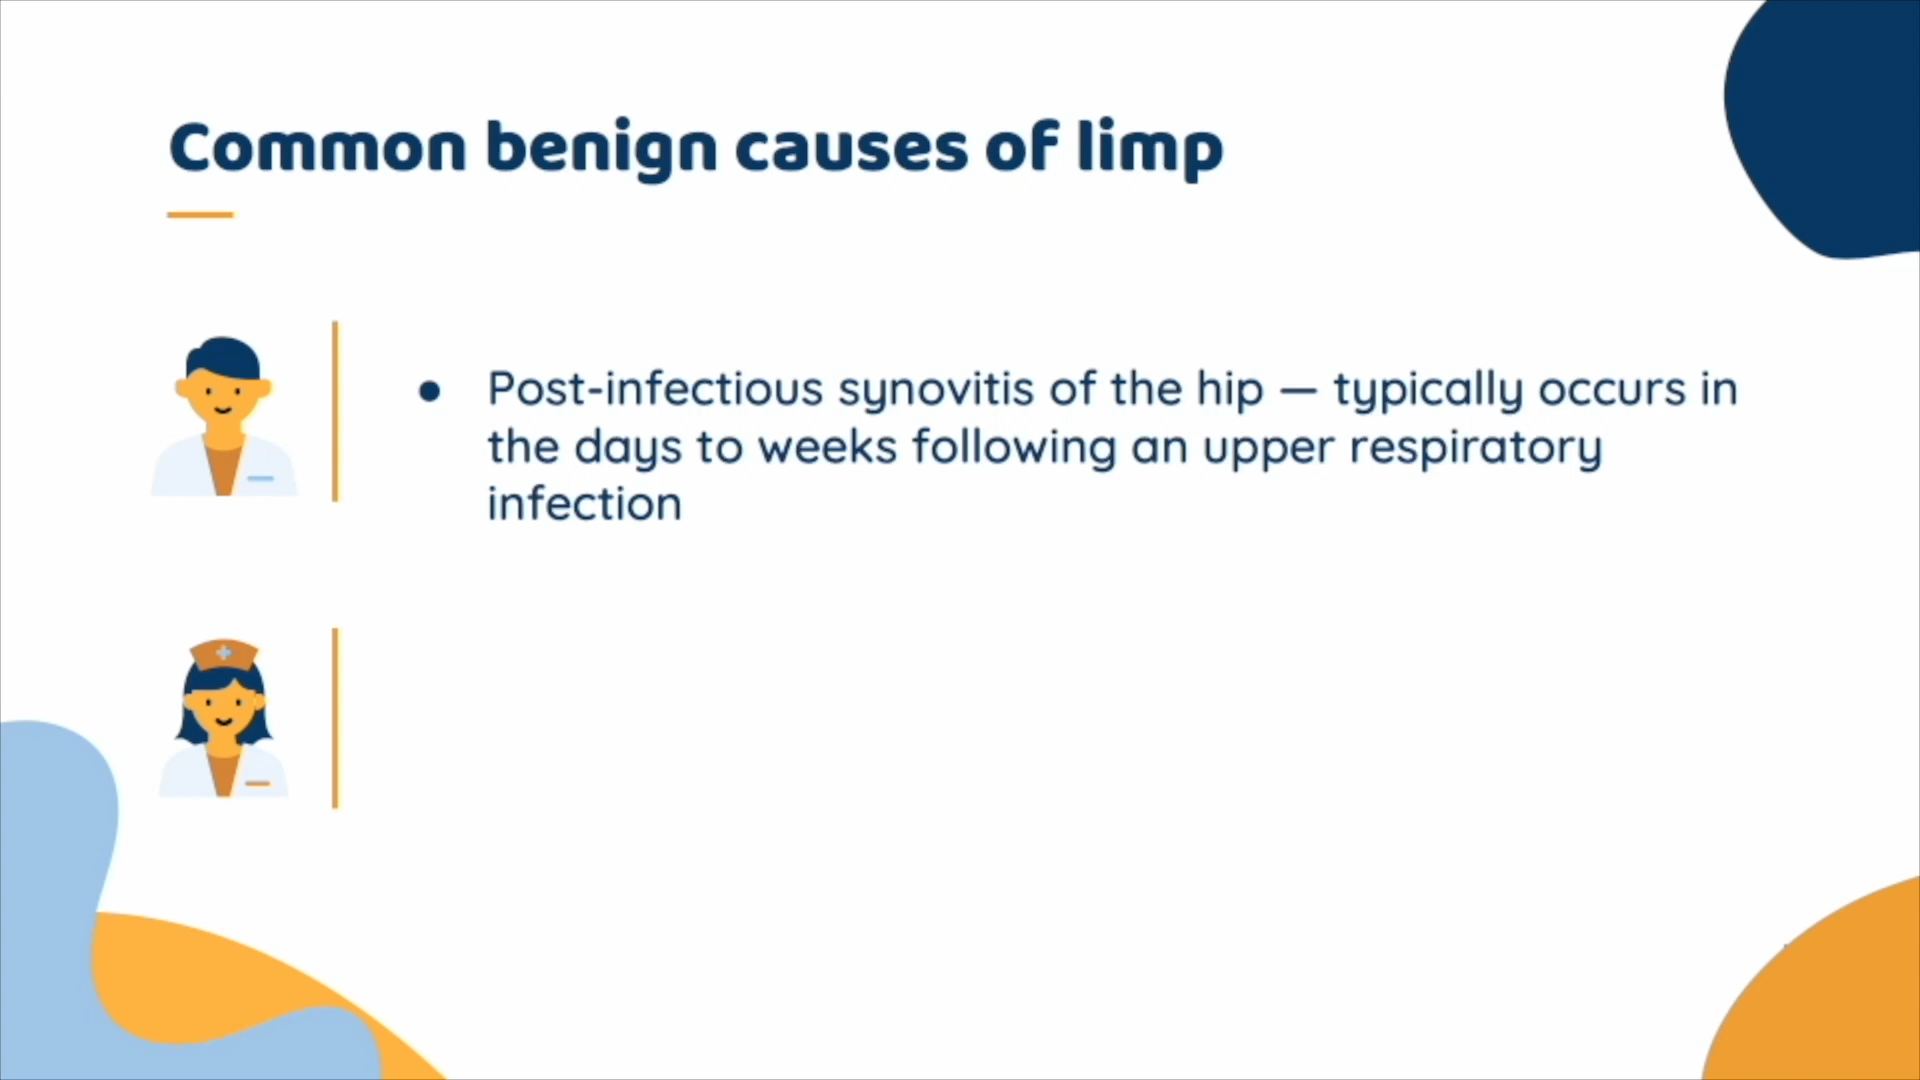 Common benign causes of limp
● Post-infectious synovitis of the hip — typically occurs in
the days to weeks following an upper respiratory
infection